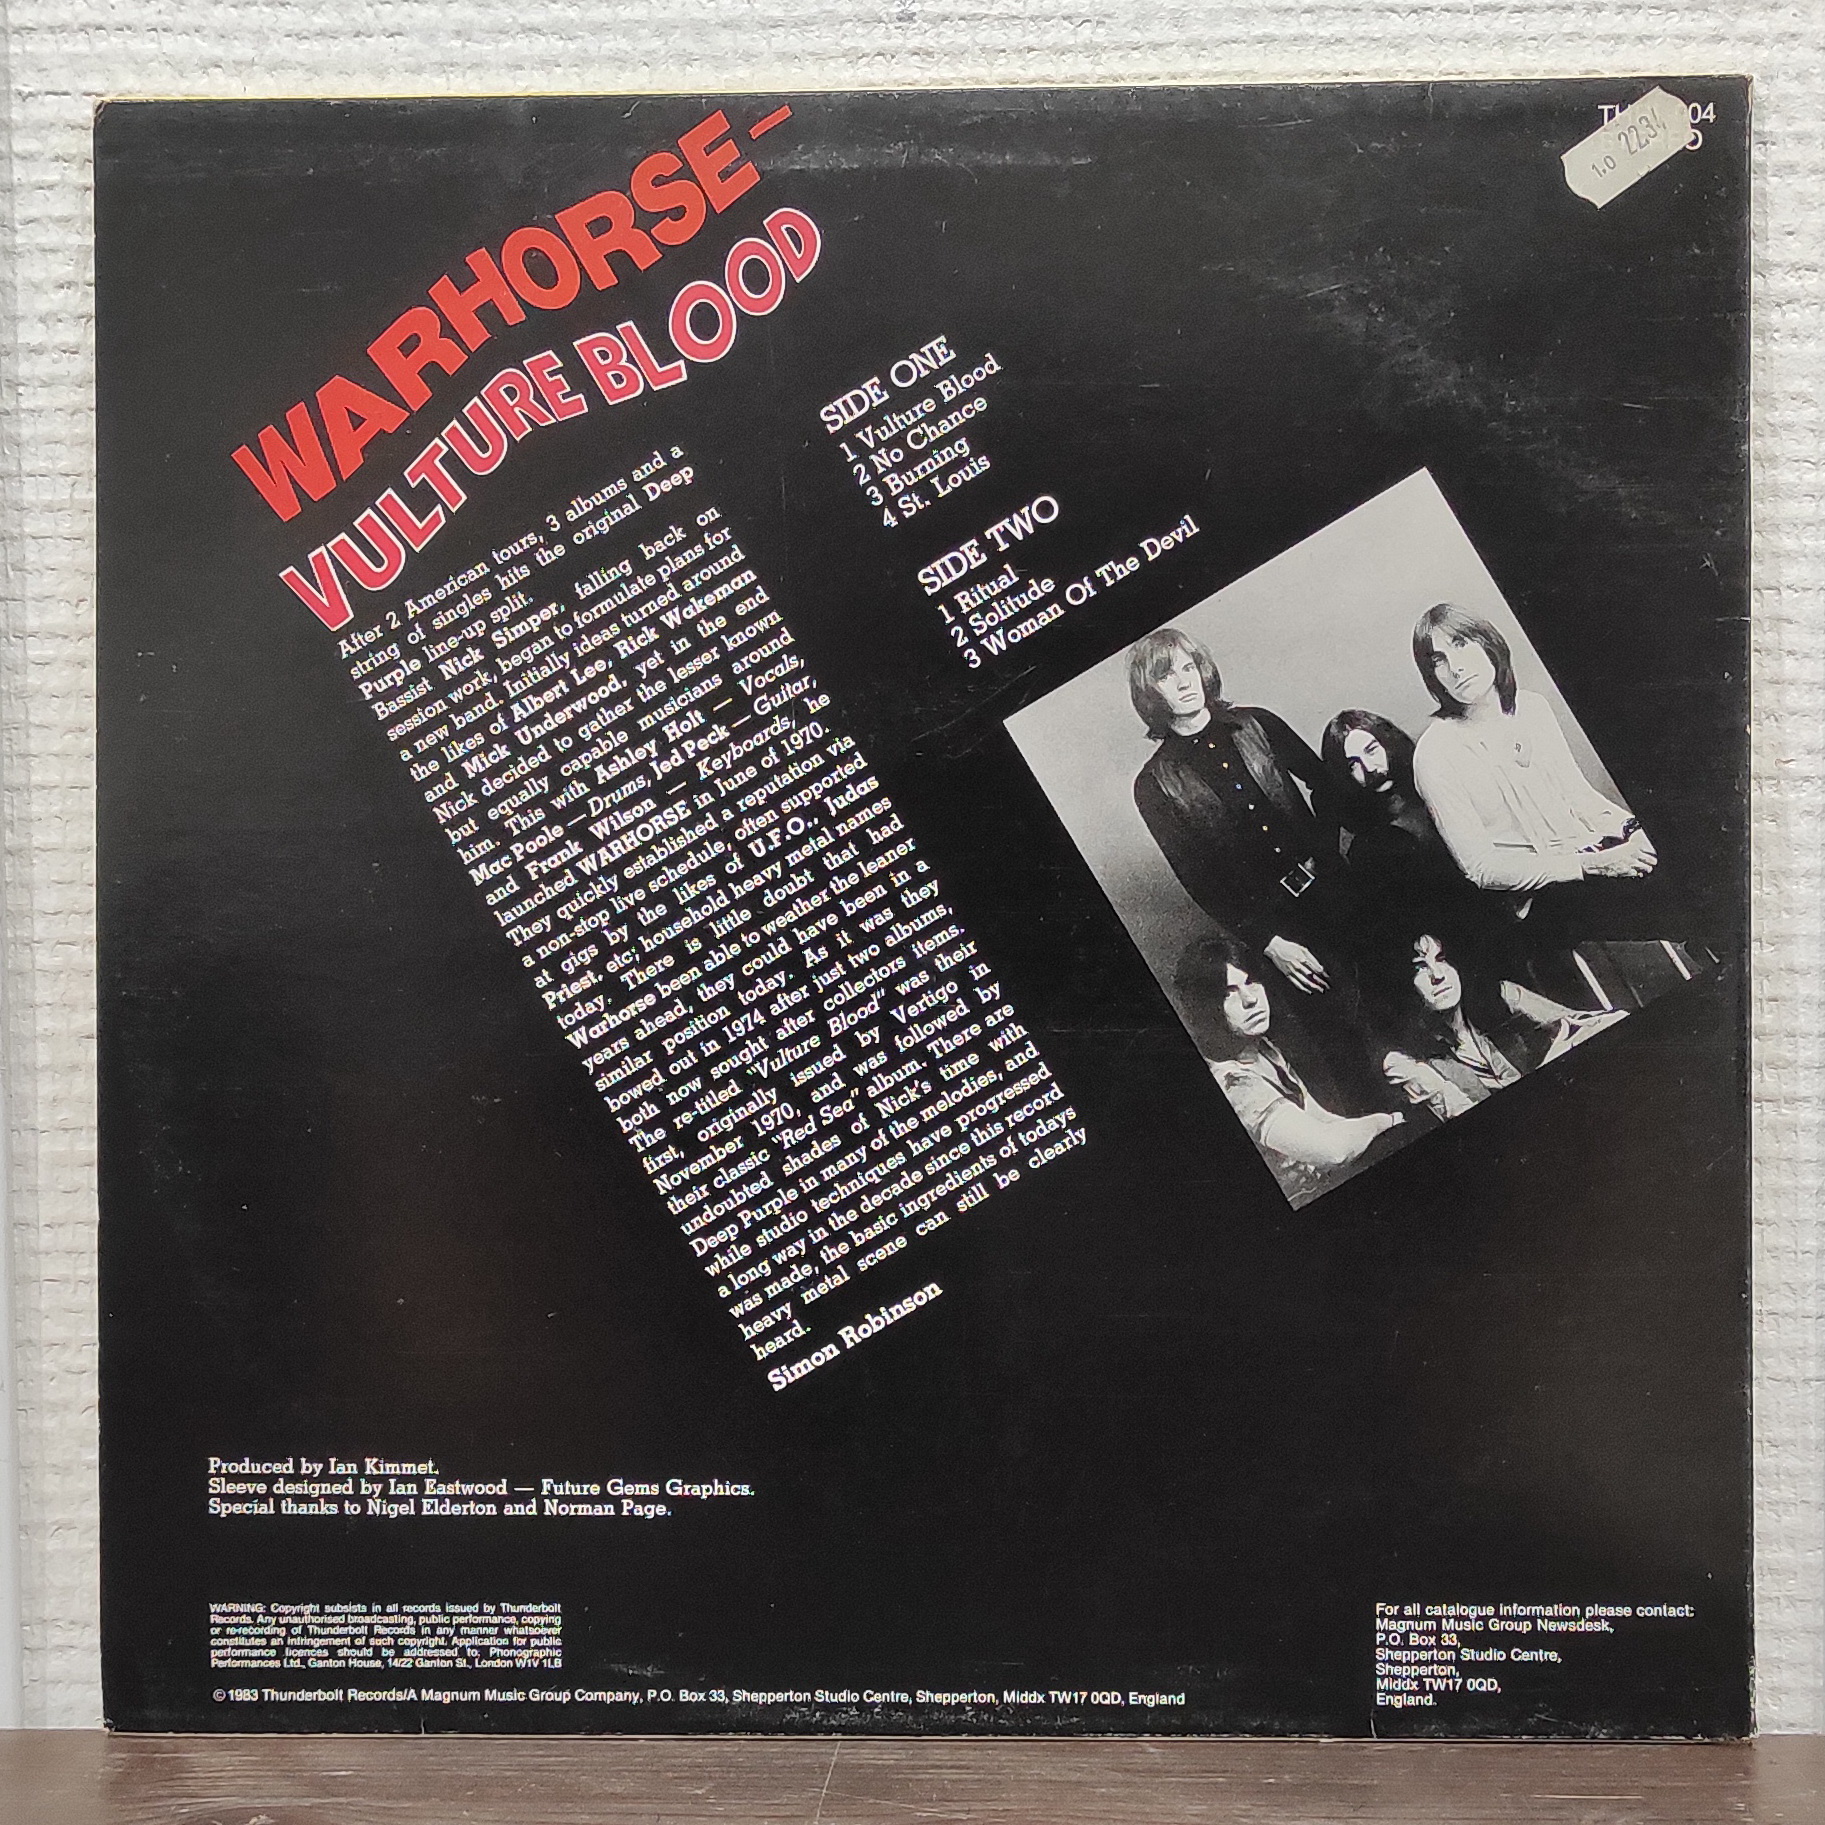 WARHORSE-
VULTURE BLOOD
After 2 American tours, 3 albums and a
string of singles hits the original Deep
Purple line-up split.
Bassist Nick Simper, falling back on
session work, began to formulate plans for
a new band. Initially ideas turned around
the likes of Albert Lee, Rick Wakeman
and Mick Underwood, yet in the end
Nick decided to gather the lesser known
but equally capable musicians around
him. This with Ashley Holt — Vocals,
Mac Poole — Drums, Jed Peck — Guitar,
and Frank Wilson — Keyboards, he
launched WARHORSE in June of 1970.
They quickly established a reputation via
a non-stop live schedule, often supported
at gigs by the likes of U.F.O., Judas
Priest, etc; household heavy metal names
today. There is little doubt that had
Warhorse been able to weather the leaner
years ahead, they could have been in a
similar position today. As it was they
bowed out in 1974 after just two albums,
both now sought after collectors items.
The re-titled "Vulture Blood" was their
first, originally issued by Vertigo in
November 1970, and was followed by
their classic "Red Sea" album. There are
undoubted shades of Nick's time with
Deep Purple in many of the melodies, and
while studio techniques have progressed
a long way in the decade since this record
was made, the basic ingredients of todays
heavy metal scene can still be clearly
heard.
Simon Robinson
SIDE ONE
1 Vulture Blood
2 No Chance
3 Burning
4 St. Louis
SIDE TWO
1 Ritual
2 Solitude
3 Woman Of The Devil
1.0 223/
Produced by Ian Kimmet.
Sleeve designed by Ian Eastwood — Future Gems Graphics.
Special thanks to Nigel Elderton and Norman Page.
WARNING: Copyright subsists in all records issued by Thunderbolt
Records. Any unauthorised broadcasting, public performance, copying
or re-recording of Thunderbolt Records in any manner whatsoever
constitutes an infringement of such copyright. Application for public
performance licences should be addressed to. Phonographic
Performances Ltd., Ganton House, 14/22 Ganton St., London W1V 1LB
© 1983 Thunderbolt Records/A Magnum Music Group Company, P.O. Box 33, Shepperton Studio Centre, Shepperton, Middx TW17 0QD, England
For all catalogue information please contact:
Magnum Music Group Newsdesk,
P.O. Box 33,
Shepperton Studio Centre,
Shepperton,
Middx TW17 0QD,
England.